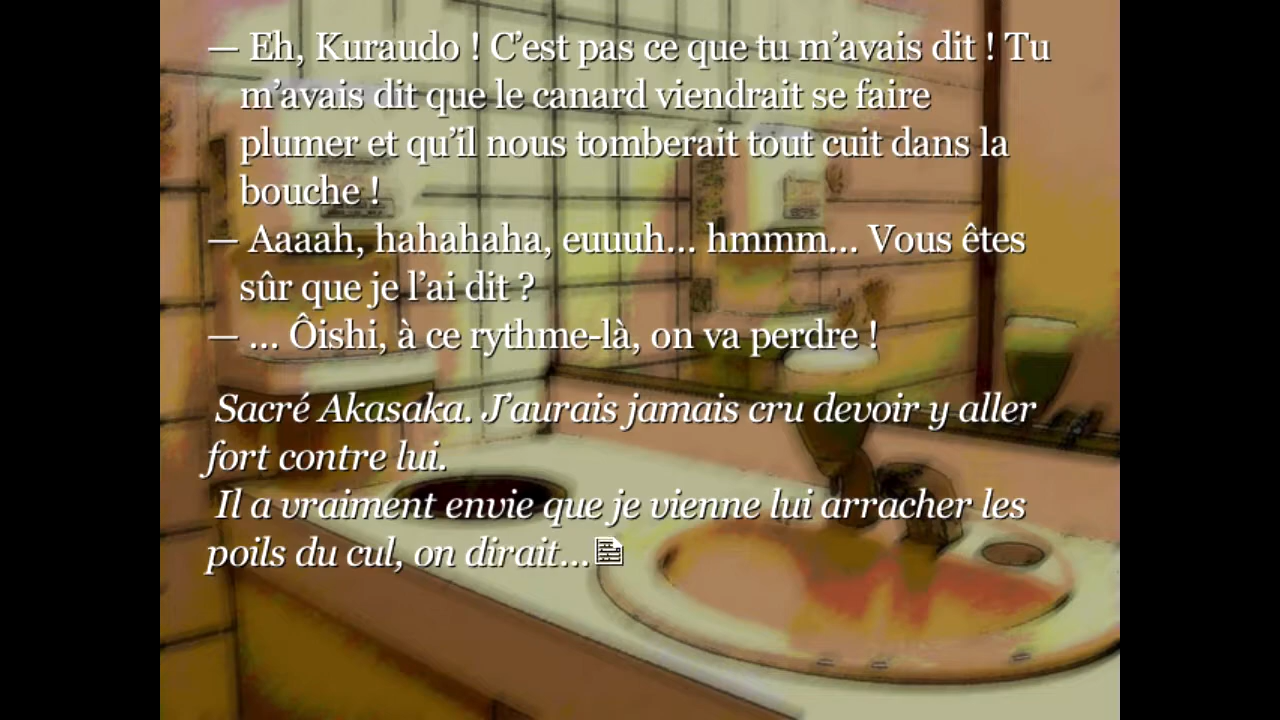 — Eh, Kuraudo ! C’est pas ce que tu m’avais dit ! Tu
m’avais dit que le canard viendrait se faire
plumer et qu’il nous tomberait tout cuit dans la
bouche !
— Aaaah, hahahaha, euuuh... hmmm... Vous êtes
sûr que je l’ai dit ?
— ... Ôishi, à ce rythme-là, on va perdre !
Sacré Akasaka. J’aurais jamais cru devoir y aller
fort contre lui.
Il a vraiment envie que je vienne lui arracher les
poils du cul, on dirait...